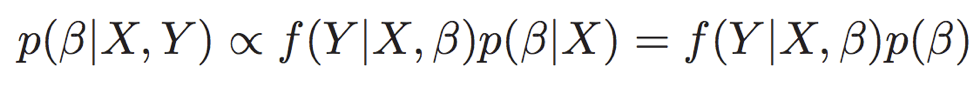 p(β|X, Y) ∝ f(Y|X, β)p(β|X) = f(Y|X, β)p(β)